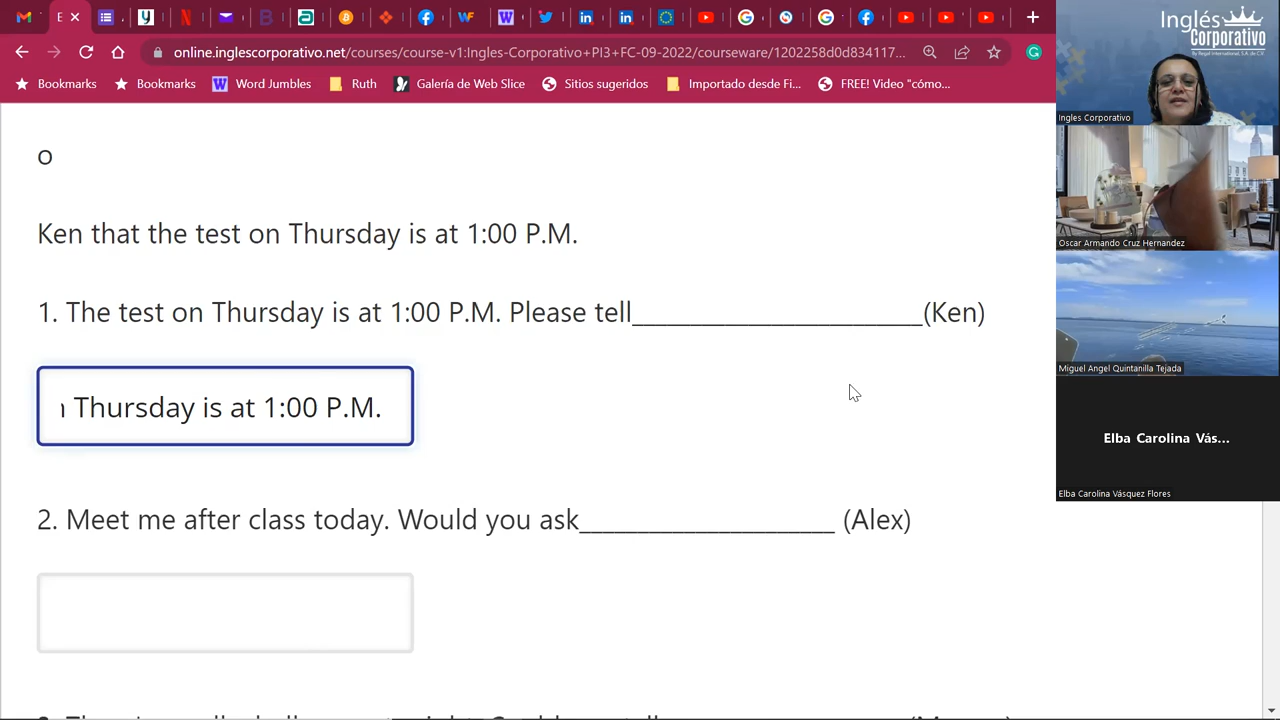 online.inglescorporativo.net/courses/course-v1:Ingles-Corporativo+PI3+FC-09-2022/courseware/1202258d0d834117...
Bookmarks
Bookmarks
Word Jumbles
Ruth
Galería de Web Slice
Sitios sugeridos
Importado desde Fi...
FREE! Video "cómo...
o
Ken that the test on Thursday is at 1:00 P.M.
1. The test on Thursday is at 1:00 P.M. Please tell_________________________(Ken)
Thursday is at 1:00 P.M.
2. Meet me after class today. Would you ask______________________ (Alex)
Inglés
Corporativo
Ingles Corporativo
Oscar Armando Cruz Hernandez
Miguel Angel Quintanilla Tejada
Elba Carolina Vás...
Elba Carolina Vásquez Flores